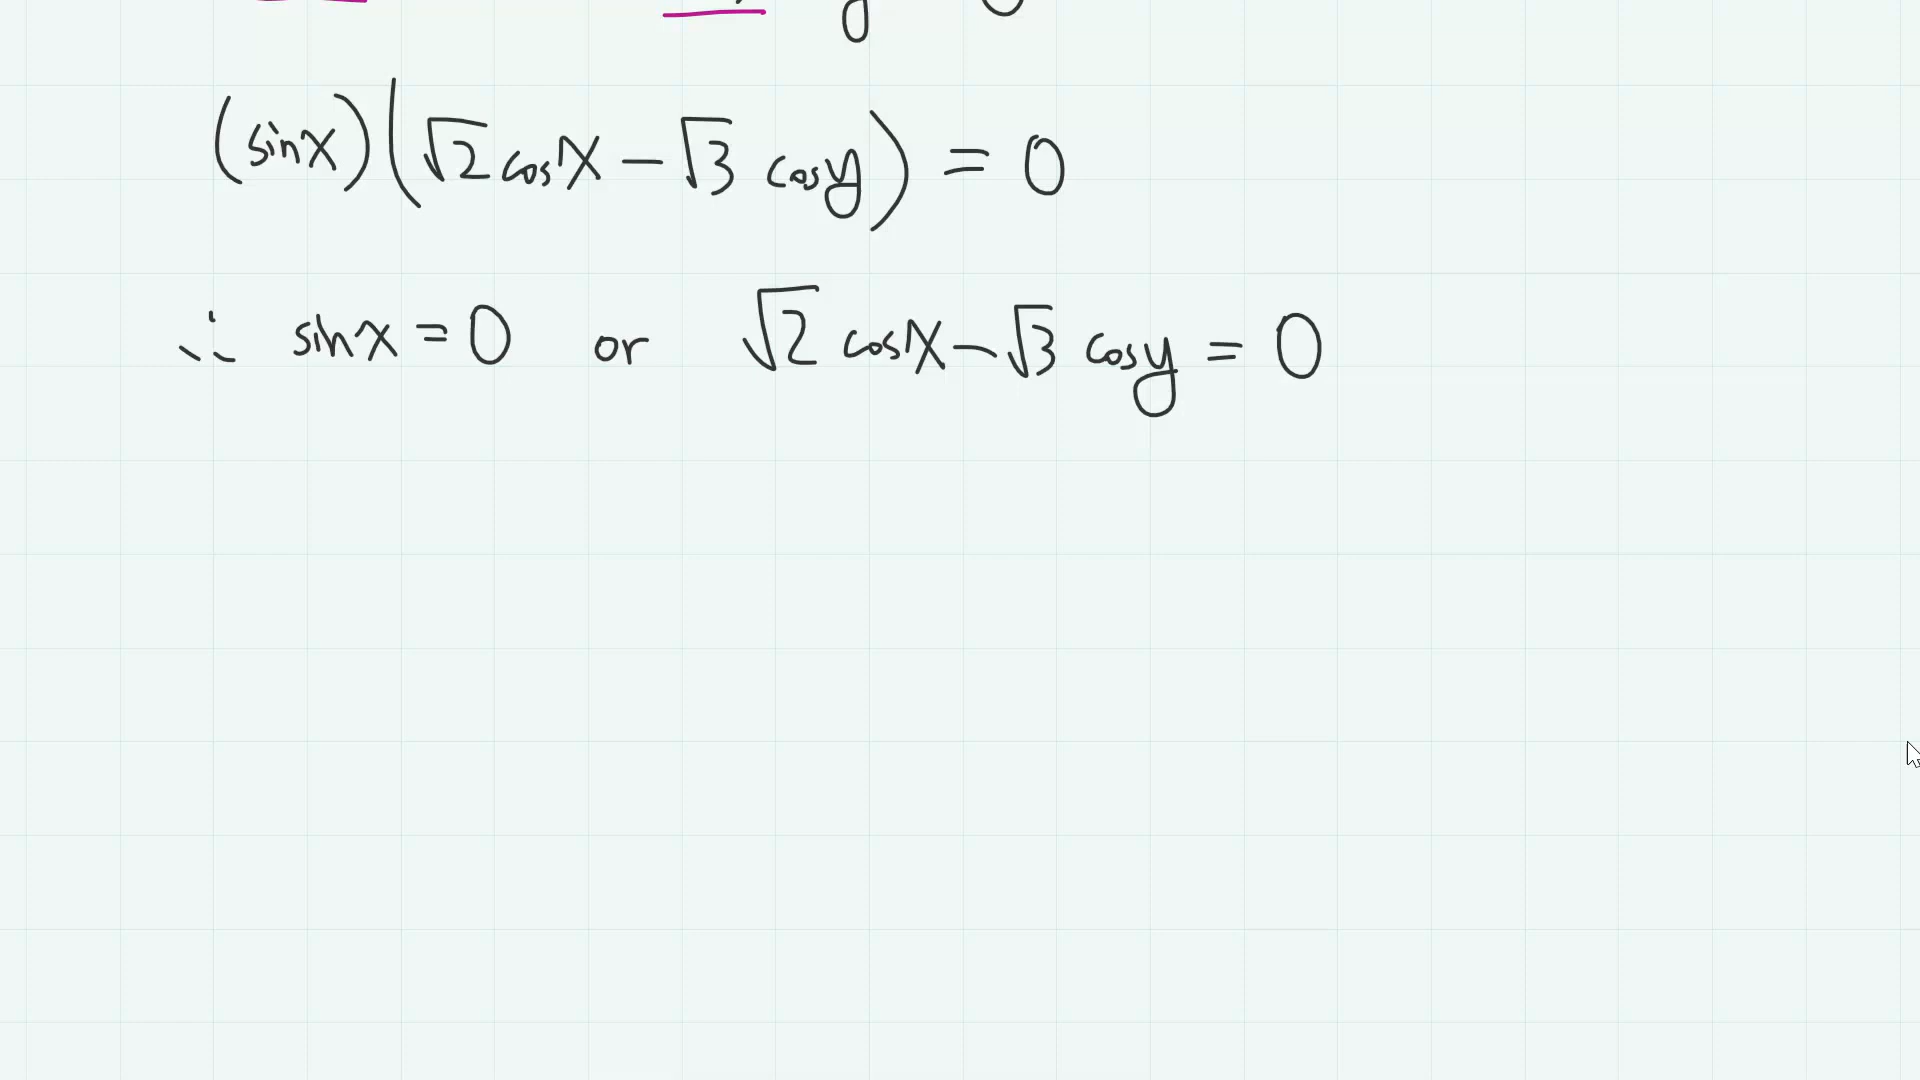 (sinx)(√2 cosx − √3 cosy) = 0
∴ sinx = 0 or √2 cosx − √3 cosy = 0